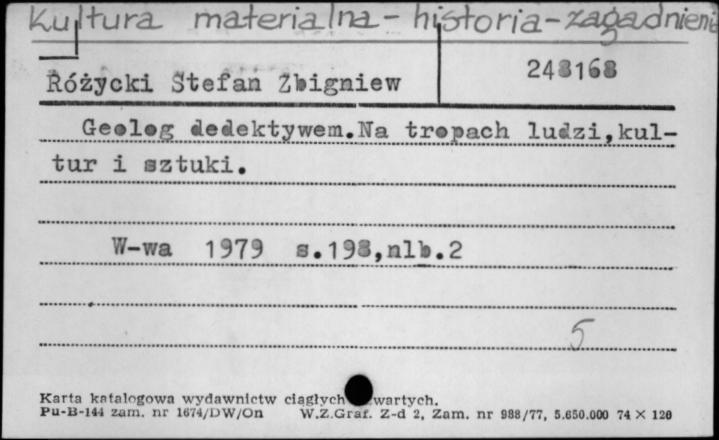 Kultura materialna - historia - zagadnienia
Różycki Stefan Zbigniew 248168
Geolog dedektywem.Na tropach ludzi,kul-
tur i sztuki.
W-wa 1979 s.198,nlb.2
5
Karta katalogowa wydawnictw ciągłych wartych.
Pu-B-144 zam. nr 1674/DW/On W.Z.Graf. Z-d 2, Zam. nr 988/77, 5.650.000 74 X 120